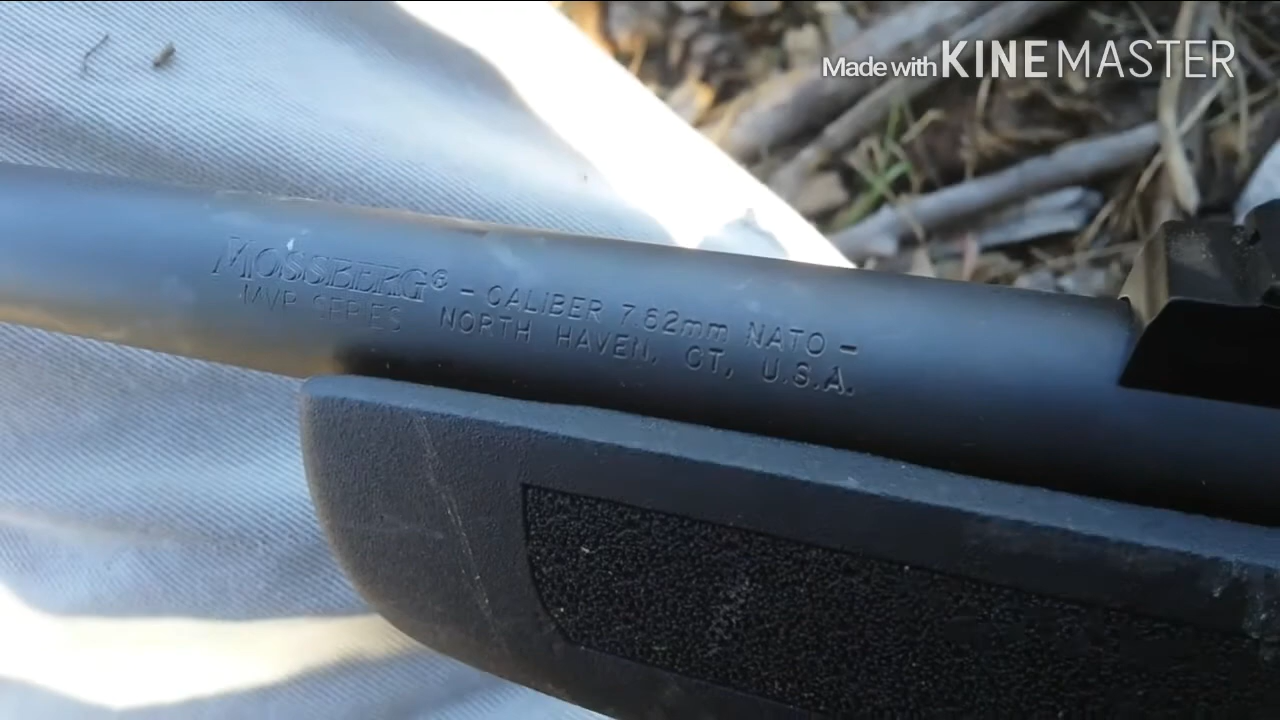 Made with KINEMASTER
MOSSBERG® - CALIBER 7.62mm NATO -
MVP SERIES NORTH HAVEN, CT, U.S.A.